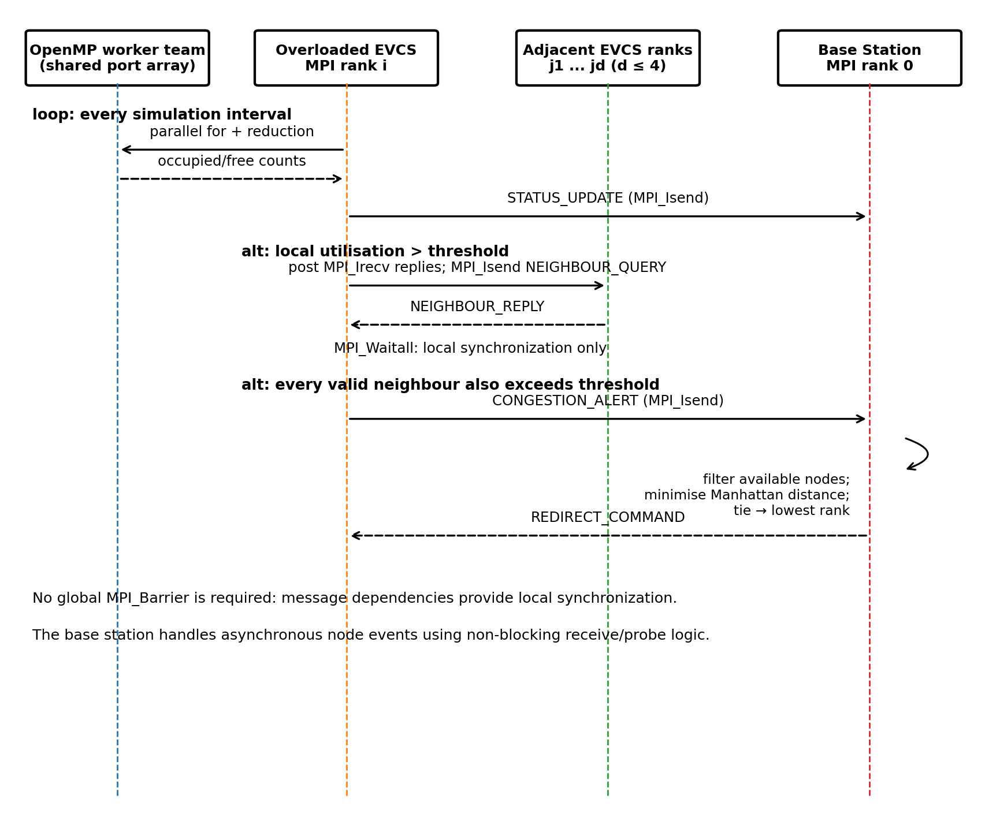 OpenMP worker team
(shared port array)
Overloaded EVCS
MPI rank i
Adjacent EVCS ranks
j1 ... jd (d ≤ 4)
Base Station
MPI rank 0
loop: every simulation interval
parallel for + reduction
occupied/free counts
STATUS_UPDATE (MPI_Isend)
alt: local utilisation > threshold
post MPI_Irecv replies; MPI_Isend NEIGHBOUR_QUERY
NEIGHBOUR_REPLY
MPI_Waitall: local synchronization only
alt: every valid neighbour also exceeds threshold
CONGESTION_ALERT (MPI_Isend)
filter available nodes;
minimise Manhattan distance;
tie → lowest rank
REDIRECT_COMMAND
No global MPI_Barrier is required: message dependencies provide local synchronization.
The base station handles asynchronous node events using non-blocking receive/probe logic.